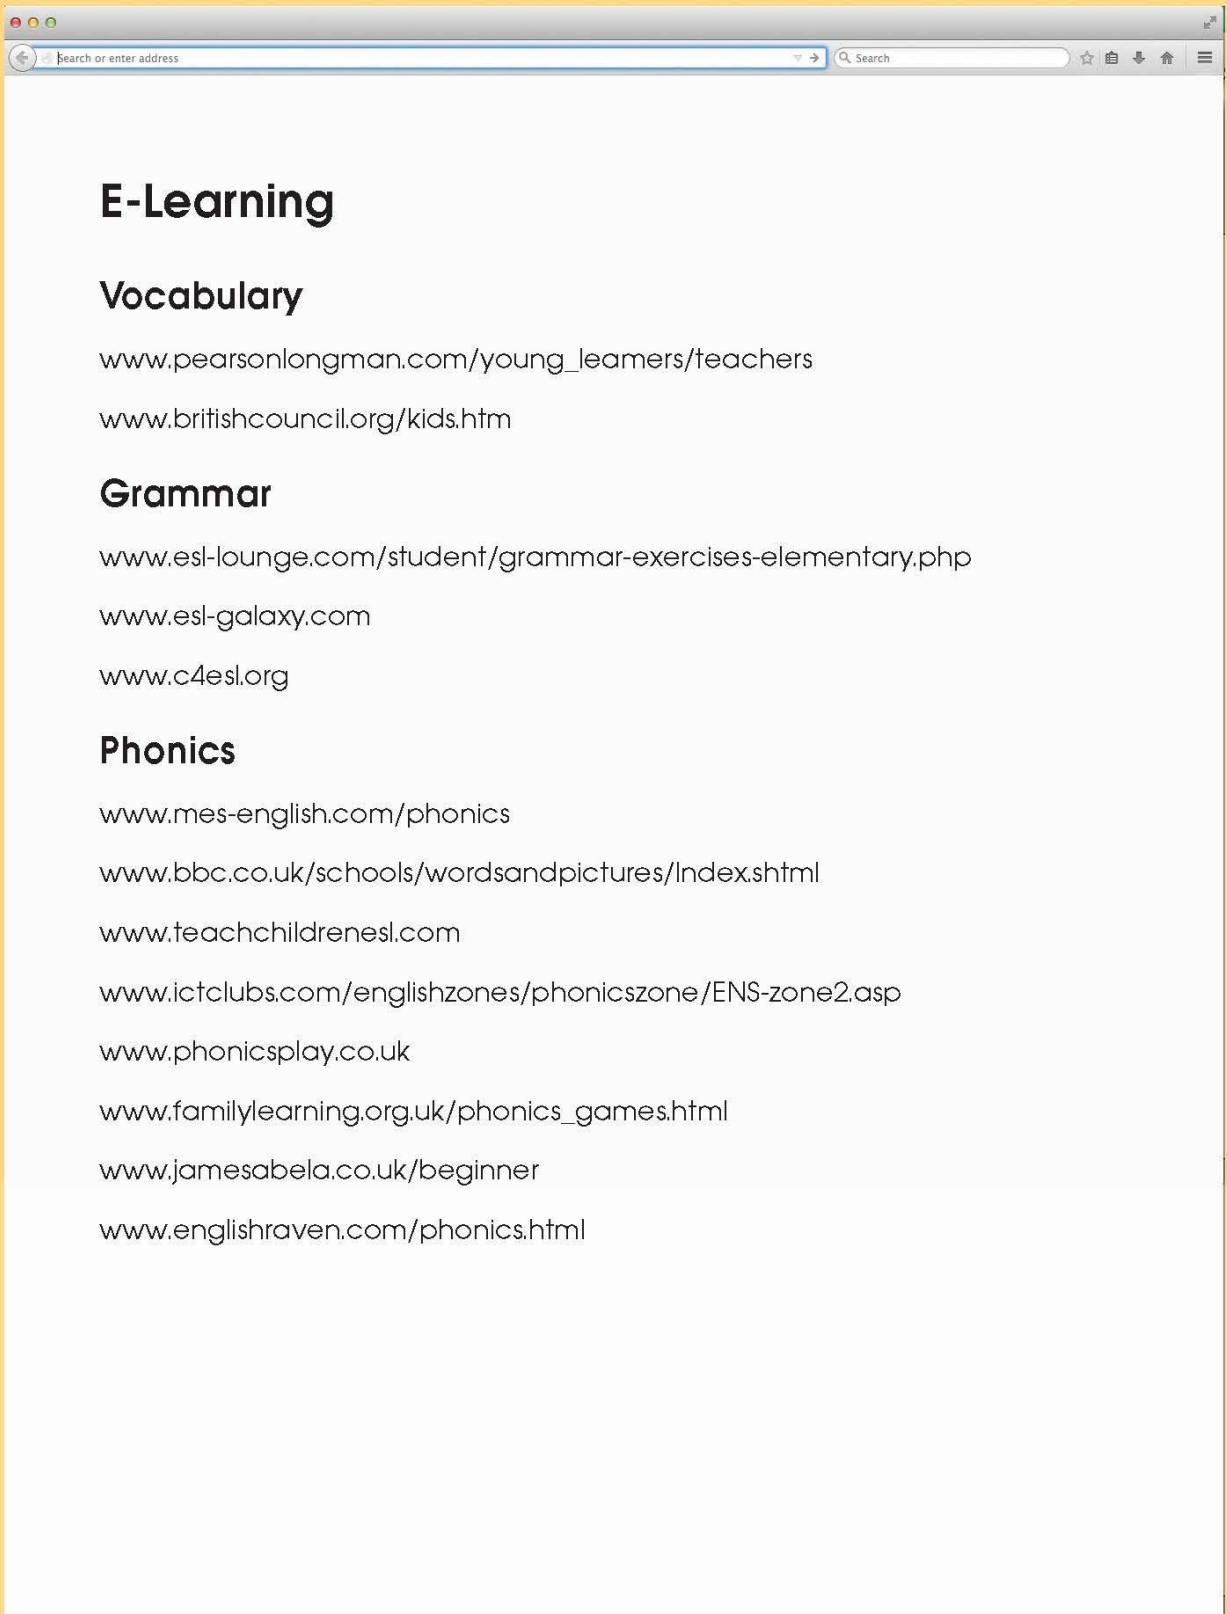 Search or enter address
Search
E-Learning
Vocabulary
www.pearsonlongman.com/young_leamers/teachers
www.britishcouncil.org/kids.htm
Grammar
www.esl-lounge.com/student/grammar-exercises-elementary.php
www.esl-galaxy.com
www.c4esl.org
Phonics
www.mes-english.com/phonics
www.bbc.co.uk/schools/wordsandpictures/Index.shtml
www.teachchildrenesl.com
www.ictclubs.com/englishzones/phonicszone/ENS-zone2.asp
www.phonicsplay.co.uk
www.familylearning.org.uk/phonics_games.html
www.jamesabela.co.uk/beginner
www.englishraven.com/phonics.html